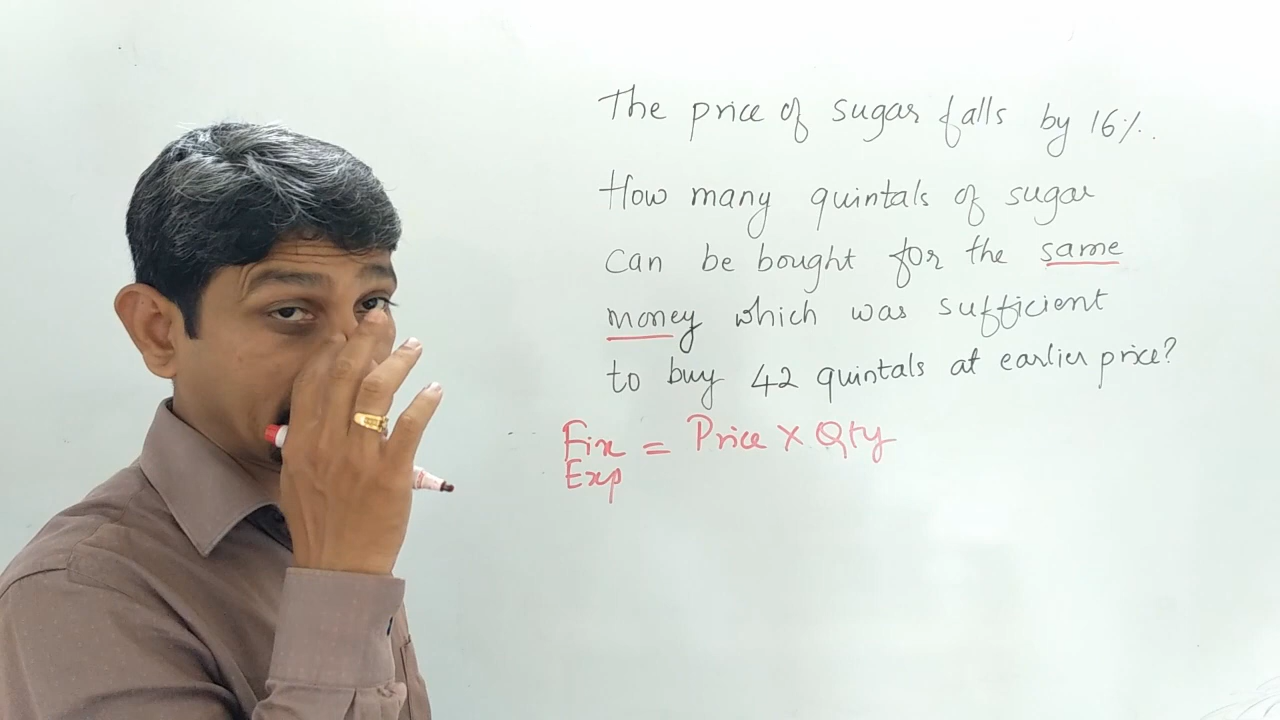 The price of sugar falls by 16%.
How many quintals of sugar
can be bought for the same
money which was sufficient
to buy 42 quintals at earlier price?
Fix = Price X Qty
Exp